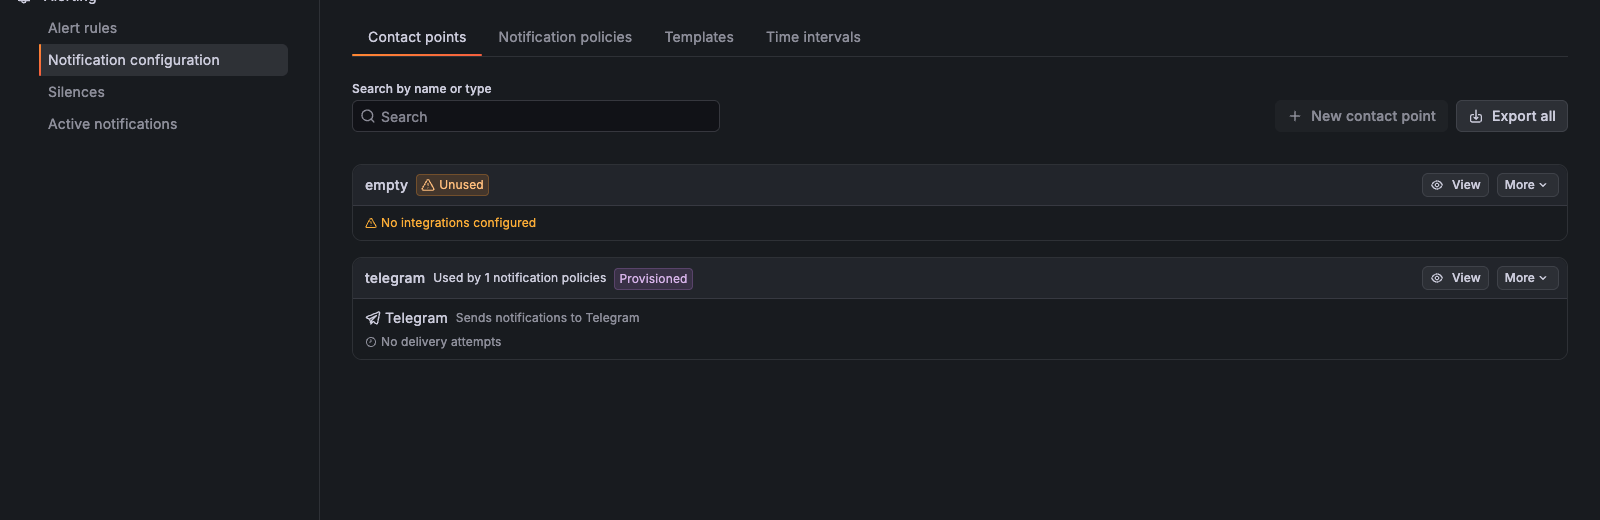 Alerting
Alert rules
Notification configuration
Silences
Active notifications
Contact points
Notification policies
Templates
Time intervals
Search by name or type
Search
New contact point
Export all
empty Unused View More
No integrations configured
telegram Used by 1 notification policies Provisioned View More
Telegram Sends notifications to Telegram
No delivery attempts